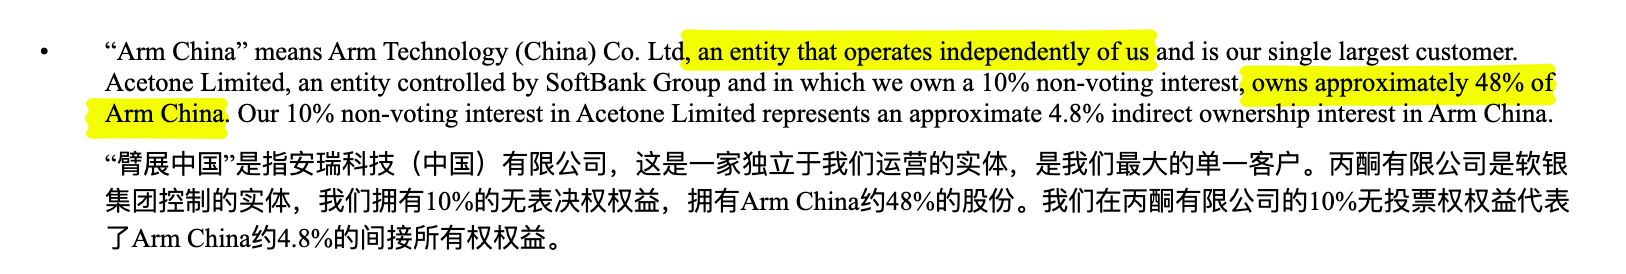 • “Arm China” means Arm Technology (China) Co. Ltd, an entity that operates independently of us and is our single largest customer.
Acetone Limited, an entity controlled by SoftBank Group and in which we own a 10% non-voting interest, owns approximately 48% of
Arm China. Our 10% non-voting interest in Acetone Limited represents an approximate 4.8% indirect ownership interest in Arm China.
“臂展中国”是指安瑞科技（中国）有限公司，这是一家独立于我们运营的实体，是我们最大的单一客户。丙酮有限公司是软银
集团控制的实体，我们拥有10%的无表决权权益，拥有Arm China约48%的股份。我们在丙酮有限公司的10%无投票权权益代表
了Arm China约4.8%的间接所有权权益。